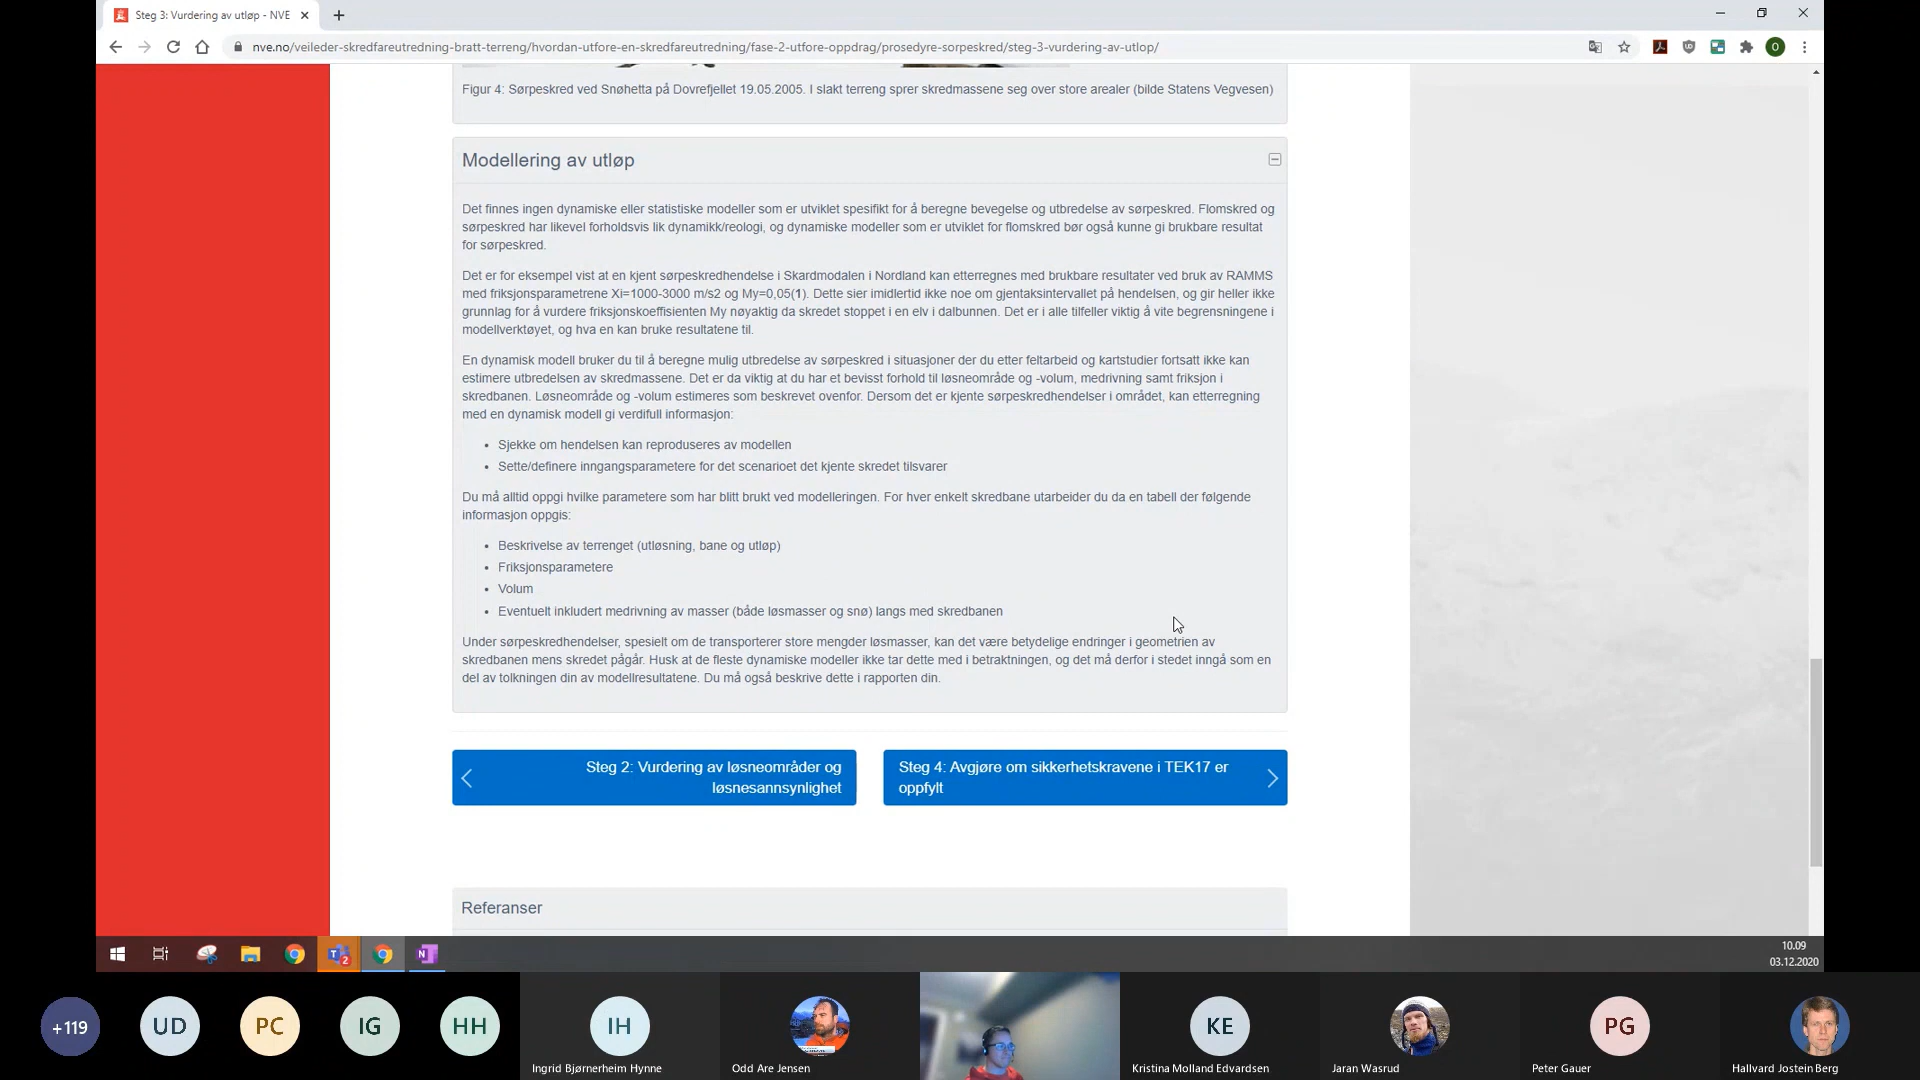 Steg 3: Vurdering av utløp - NVE
nve.no/veileder-skredfareutredning-bratt-terreng/hvordan-utfore-en-skredfareutredning/fase-2-utfore-oppdrag/prosedyre-sorpeskred/steg-3-vurdering-av-utlop/
O
Figur 4: Sørpeskred ved Snøhetta på Dovrefjellet 19.05.2005. I slakt terreng sprer skredmassene seg over store arealer (bilde Statens Vegvesen)
Modellering av utløp
Det finnes ingen dynamiske eller statistiske modeller som er utviklet spesifikt for å beregne bevegelse og utbredelse av sørpeskred. Flomskred og
sørpeskred har likevel forholdsvis lik dynamikk/reologi, og dynamiske modeller som er utviklet for flomskred bør også kunne gi brukbare resultat
for sørpeskred.
Det er for eksempel vist at en kjent sørpeskredhendelse i Skardmodalen i Nordland kan etterregnes med brukbare resultater ved bruk av RAMMS
med friksjonsparametrene Xi=1000-3000 m/s2 og My=0,05(1). Dette sier imidlertid ikke noe om gjentaksintervallet på hendelsen, og gir heller ikke
grunnlag for å vurdere friksjonskoeffisienten My nøyaktig da skredet stoppet i en elv i dalbunnen. Det er i alle tilfeller viktig å vite begrensningene i
modellverktøyet, og hva en kan bruke resultatene til.
En dynamisk modell bruker du til å beregne mulig utbredelse av sørpeskred i situasjoner der du etter feltarbeid og kartstudier fortsatt ikke kan
estimere utbredelsen av skredmassene. Det er da viktig at du har et bevisst forhold til løsneområde og -volum, medrivning samt friksjon i
skredbanen. Løsneområde og -volum estimeres som beskrevet ovenfor. Dersom det er kjente sørpeskredhendelser i området, kan etterregning
med en dynamisk modell gi verdifull informasjon:
• Sjekke om hendelsen kan reproduseres av modellen
• Sette/definere inngangsparametere for det scenarioet det kjente skredet tilsvarer
Du må alltid oppgi hvilke parametere som har blitt brukt ved modelleringen. For hver enkelt skredbane utarbeider du da en tabell der følgende
informasjon oppgis:
• Beskrivelse av terrenget (utløsning, bane og utløp)
• Friksjonsparametere
• Volum
• Eventuelt inkludert medrivning av masser (både løsmasser og snø) langs med skredbanen
Under sørpeskredhendelser, spesielt om de transporterer store mengder løsmasser, kan det være betydelige endringer i geometrien av
skredbanen mens skredet pågår. Husk at de fleste dynamiske modeller ikke tar dette med i betraktningen, og det må derfor i stedet inngå som en
del av tolkningen din av modellresultatene. Du må også beskrive dette i rapporten din.
Steg 2: Vurdering av løsneområder og
løsnesannsynlighet
Steg 4: Avgjøre om sikkerhetskravene i TEK17 er
oppfylt
Referanser
10.09
03.12.2020
+119
UD
PC
IG
HH
IH
KE
PG
Ingrid Bjørnerheim Hynne
Odd Are Jensen
Kristina Molland Edvardsen
Jaran Wasrud
Peter Gauer
Hallvard Jostein Berg